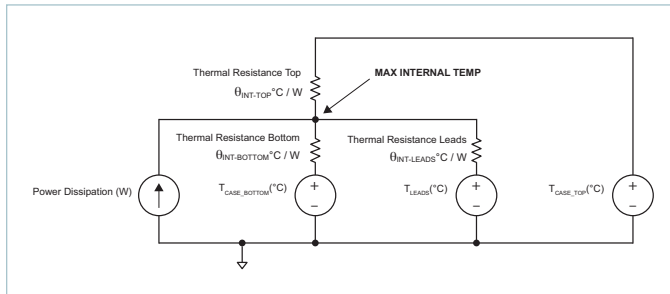 Thermal Resistance Top
θINT-TOP°C / W
MAX INTERNAL TEMP
Thermal Resistance Bottom
θINT-BOTTOM°C / W
Thermal Resistance Leads
θINT-LEADS°C / W
Power Dissipation (W)
TCASE_BOTTOM(°C)
+
–
TLEADS(°C)
+
–
TCASE_TOP(°C)
+
–